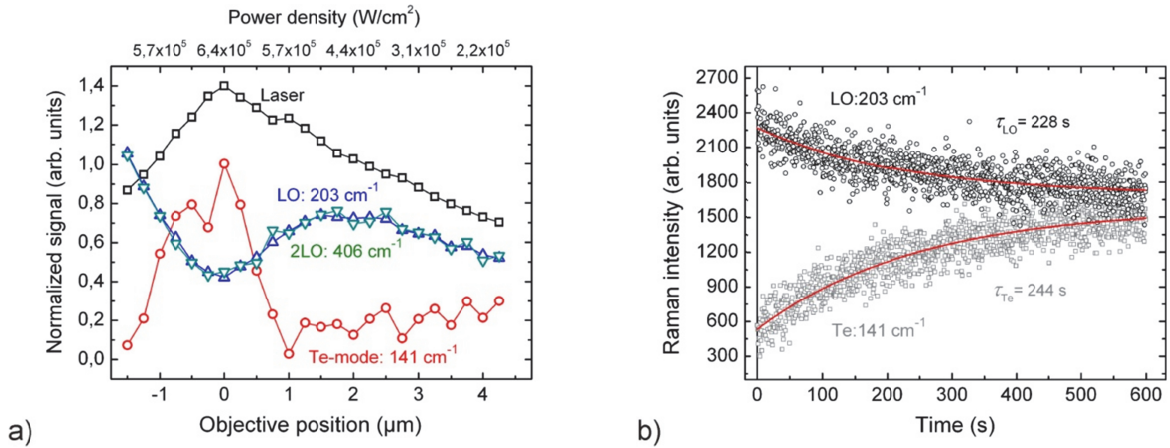 Power density (W/cm²)
5,7x10⁵ 6,4x10⁵ 5,7x10⁵ 4,4x10⁵ 3,1x10⁵ 2,2x10⁵
1,4
1,2
1,0
0,8
0,6
0,4
0,2
0,0
Normalized signal (arb. units)
Laser
LO: 203 cm⁻¹
2LO: 406 cm⁻¹
Te-mode: 141 cm⁻¹
-1 0 1 2 3 4
Objective position (µm)
a)
2700
2400
2100
1800
1500
1200
900
600
300
Raman intensity (arb. units)
LO:203 cm⁻¹
τLO = 228 s
τTe = 244 s
Te:141 cm⁻¹
0 100 200 300 400 500 600
Time (s)
b)